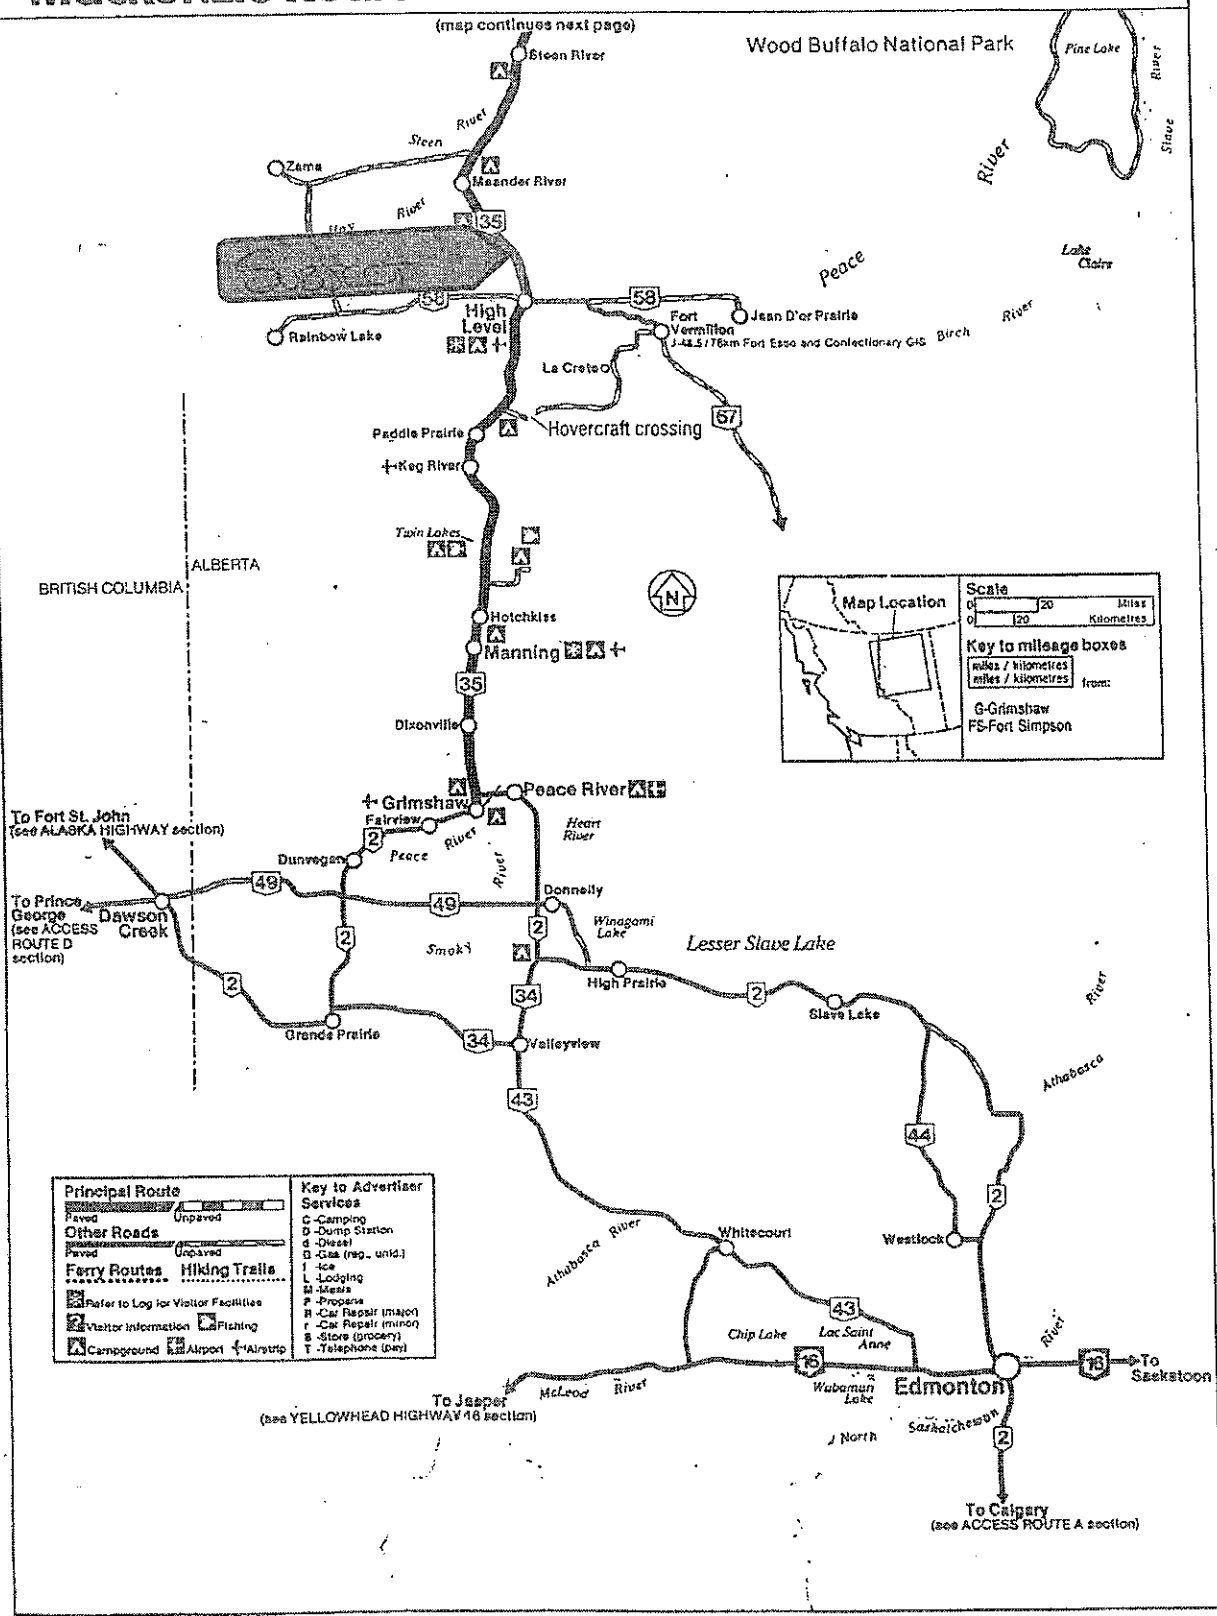 (map continues next page)
Steen River
Wood Buffalo National Park
Pine Lake
River
Slave
Steen River
Zama
Meander River
Hay River
35
River
Peace
Lake
Claire
58
High
Level
58
Jean D'or Prairie
Fort
Vermilion
Birch River
Rainbow Lake
La Crete
67
Paddle Prairie
Hovercraft crossing
Keg River
Twin Lakes
BRITISH COLUMBIA
ALBERTA
N
Hotchkiss
Manning
35
Dixonville
Map Location
Scale
0 20 Miles
0 20 Kilometres
Key to mileage boxes
miles / kilometres
miles / kilometres
from:
G-Grimshaw
FS-Fort Simpson
Peace River
Grimshaw
Fairview
Heart
River
To Fort St. John
(see ALASKA HIGHWAY section)
2
Peace River
River
Dunvegan
49
49
Donnelly
To Prince
George
(see ACCESS
ROUTE D
section)
Dawson
Creek
2
2
Winagami
Lake
Smoky
Lesser Slave Lake
High Prairie
2
2
34
Slave Lake
River
Athabasca
Grande Prairie
34
Valleyview
43
44
2
Principal Route
Paved Unpaved
Other Roads
Paved Unpaved
Ferry Routes Hiking Trails
Refer to Log for Visitor Facilities
Visitor Information Fishing
Campground Airport Airstrip
Key to Advertiser
Services
C -Camping
D -Dump Station
d -Diesel
G -Gas (reg., unld.)
I -Ice
L -Lodging
M -Meals
P -Propane
R -Car Repair (major)
r -Car Repair (minor)
S -Store (grocery)
T -Telephone (pay)
Athabasca River
Whitecourt
Westlock
43
Chip Lake
Lac Saint
Anne
River
16
16
To
Saskatoon
Edmonton
Wabamun
Lake
McLeod River
To Jasper
(see YELLOWHEAD HIGHWAY 16 section)
North Saskatchewan
2
To Calgary
(see ACCESS ROUTE A section)